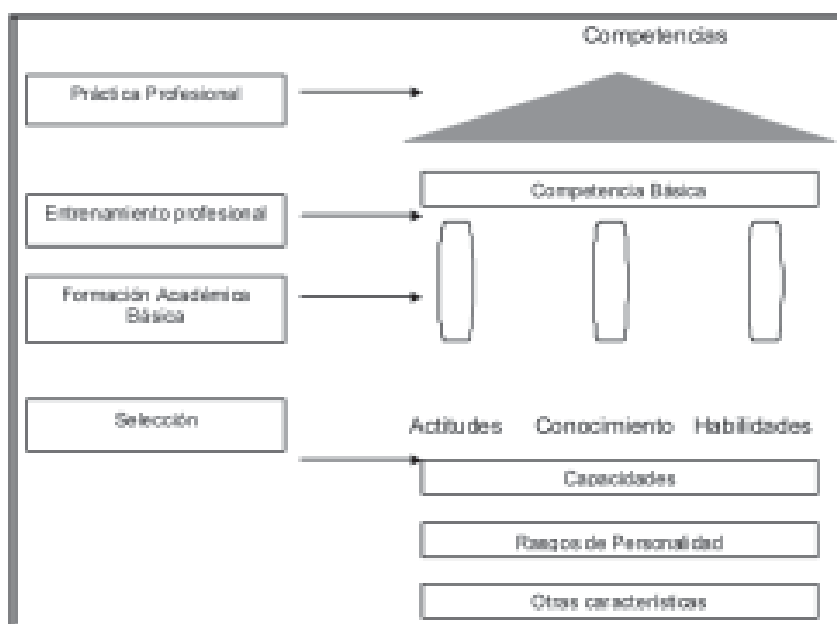 Competencias
Práctica Profesional
Competencia Básica
Entrenamiento profesional
Formación Académica
Básica
Selección
Actitudes Conocimiento Habilidades
Capacidades
Rasgos de Personalidad
Otras características